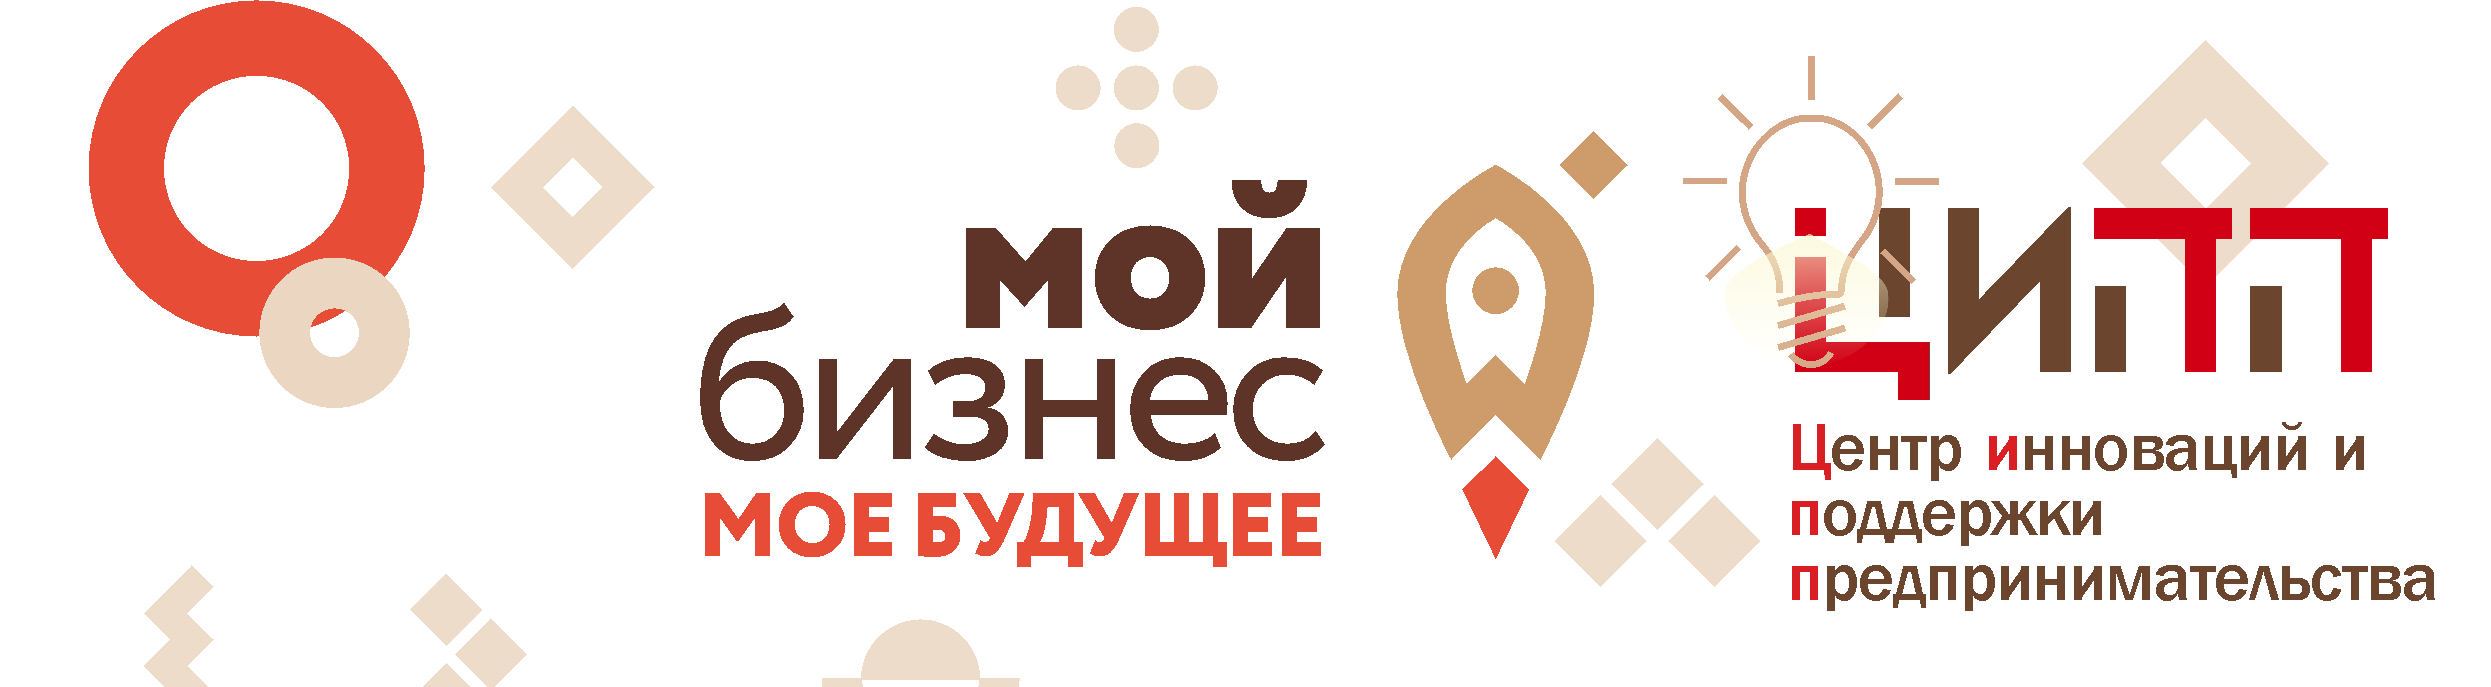 мой
бизнес
МОЕ БУДУЩЕЕ
ЦИПП
Центр инноваций и
поддержки
предпринимательства